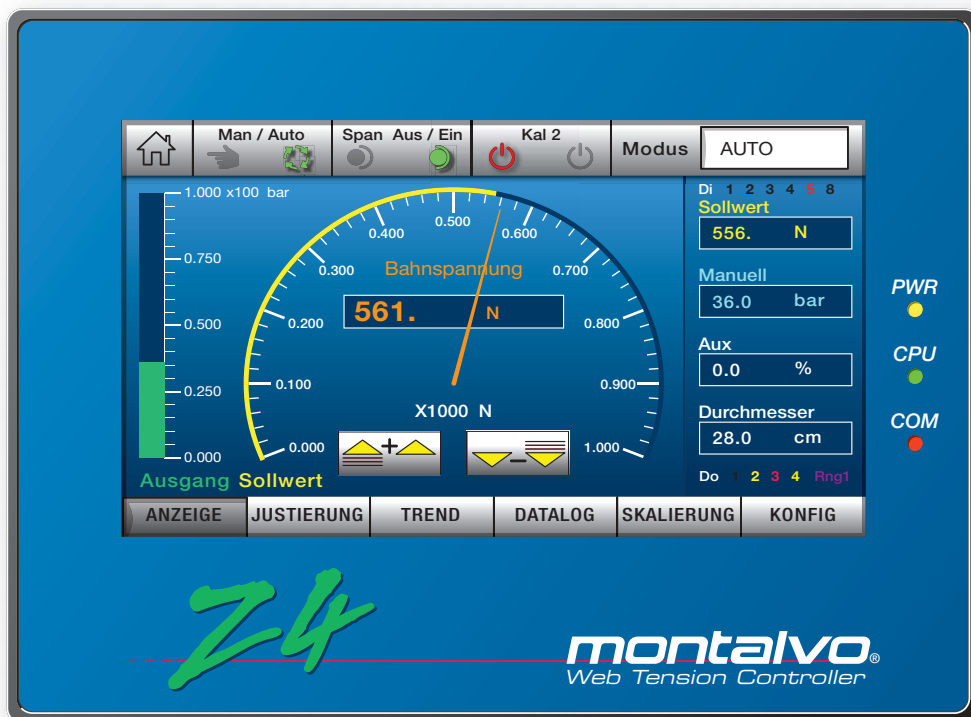 Man / Auto
Span Aus / Ein
Kal 2
Modus
AUTO
1.000 x100 bar
0.750
0.500
0.250
0.000
Ausgang
Sollwert
0.000
0.100
0.200
0.300
0.400
0.500
0.600
0.700
0.800
0.900
1.000
Bahnspannung
561. N
X1000 N
+
–
Di 1 2 3 4 5 8
Sollwert
556. N
Manuell
36.0 bar
Aux
0.0 %
Durchmesser
28.0 cm
Do 1 2 3 4 Rng1
PWR
CPU
COM
ANZEIGE
JUSTIERUNG
TREND
DATALOG
SKALIERUNG
KONFIG
Z4
montalvo®
Web Tension Controller